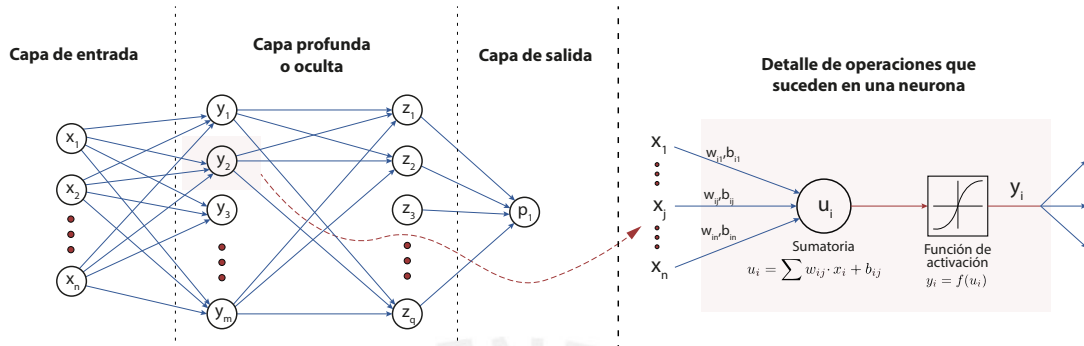 Capa de entrada
Capa profunda
o oculta
Capa de salida
Detalle de operaciones que
suceden en una neurona
x1
x2
xn
y1
y2
y3
ym
z1
z2
z3
zq
p1
x1
xj
xn
wi1,bi1
wij,bij
win,bin
ui
Sumatoria
ui = ∑ wij · xi + bij
Función de
activación
yi = f(ui)
yi